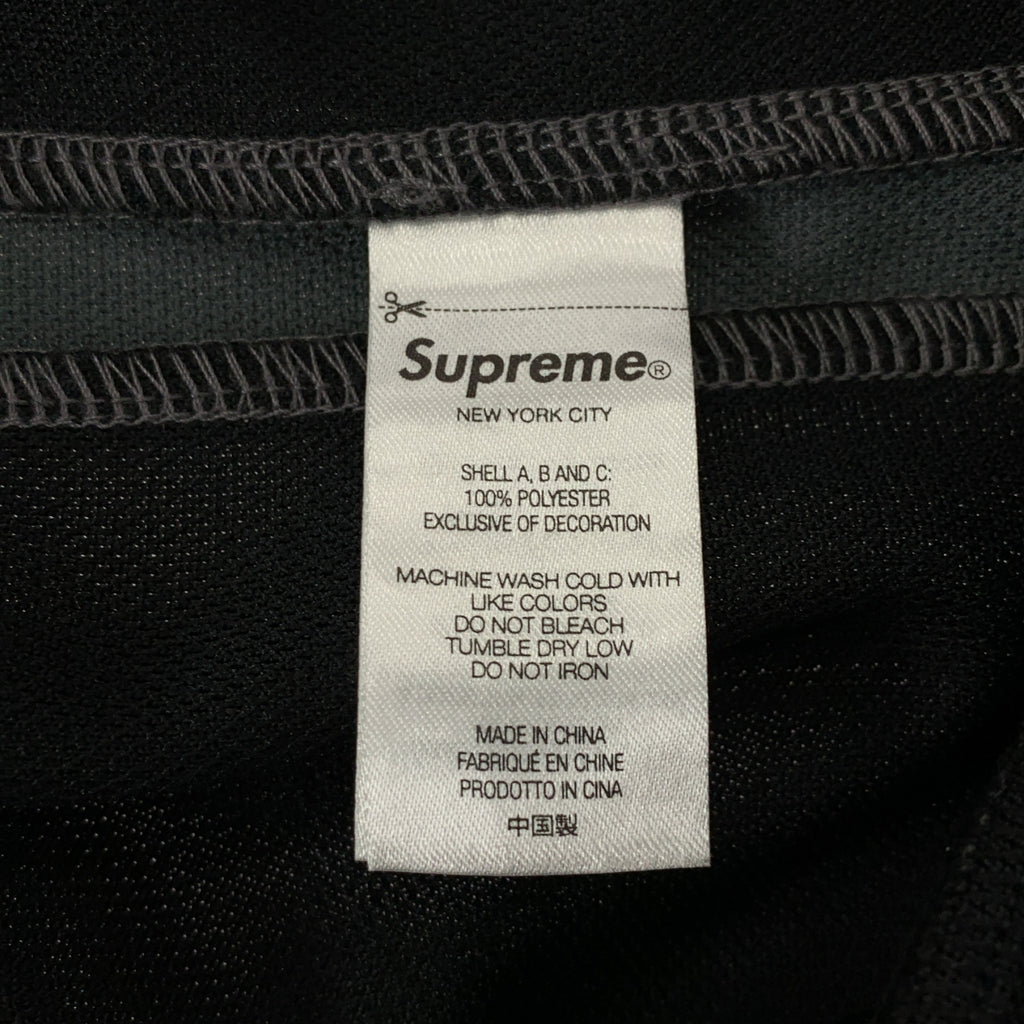 Supreme®
NEW YORK CITY
SHELL A, B AND C:
100% POLYESTER
EXCLUSIVE OF DECORATION
MACHINE WASH COLD WITH
LIKE COLORS
DO NOT BLEACH
TUMBLE DRY LOW
DO NOT IRON
MADE IN CHINA
FABRIQUÉ EN CHINE
PRODOTTO IN CINA
中国製